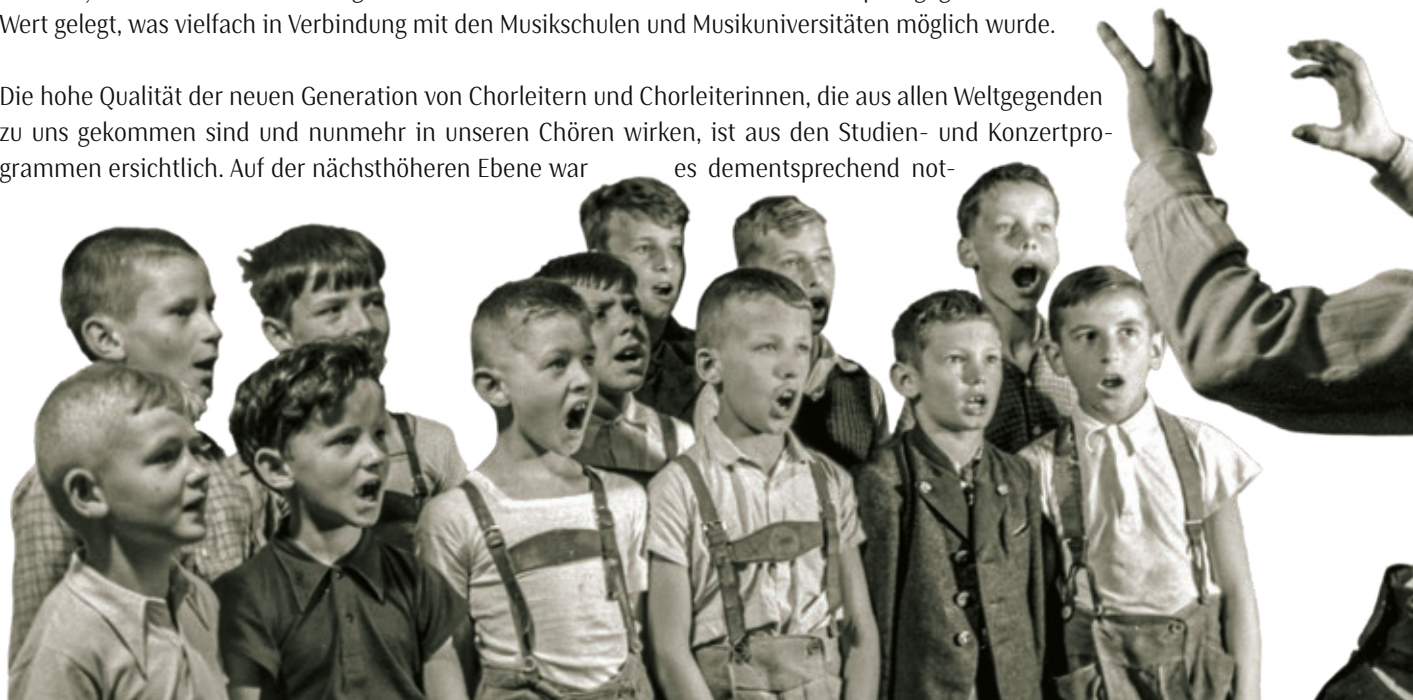 Wert gelegt, was vielfach in Verbindung mit den Musikschulen und Musikuniversitäten möglich wurde.
Die hohe Qualität der neuen Generation von Chorleitern und Chorleiterinnen, die aus allen Weltgegenden
zu uns gekommen sind und nunmehr in unseren Chören wirken, ist aus den Studien- und Konzertpro-
grammen ersichtlich. Auf der nächsthöheren Ebene war es dementsprechend not-